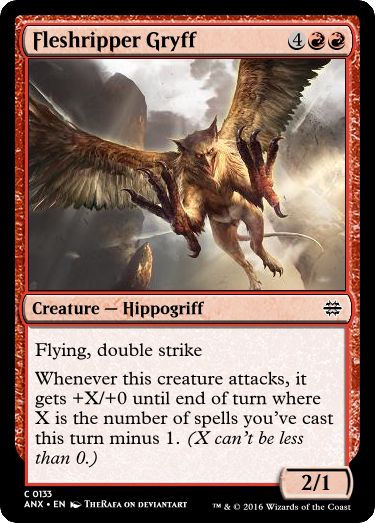 Fleshripper Gryff 4
Creature — Hippogriff
Flying, double strike
Whenever this creature attacks, it
gets +X/+0 until end of turn where
X is the number of spells you've cast
this turn minus 1. (X can't be less
than 0.)
2/1
C 0133
ANX • EN TheRafa on deviantart ™ & © 2016 Wizards of the Coast